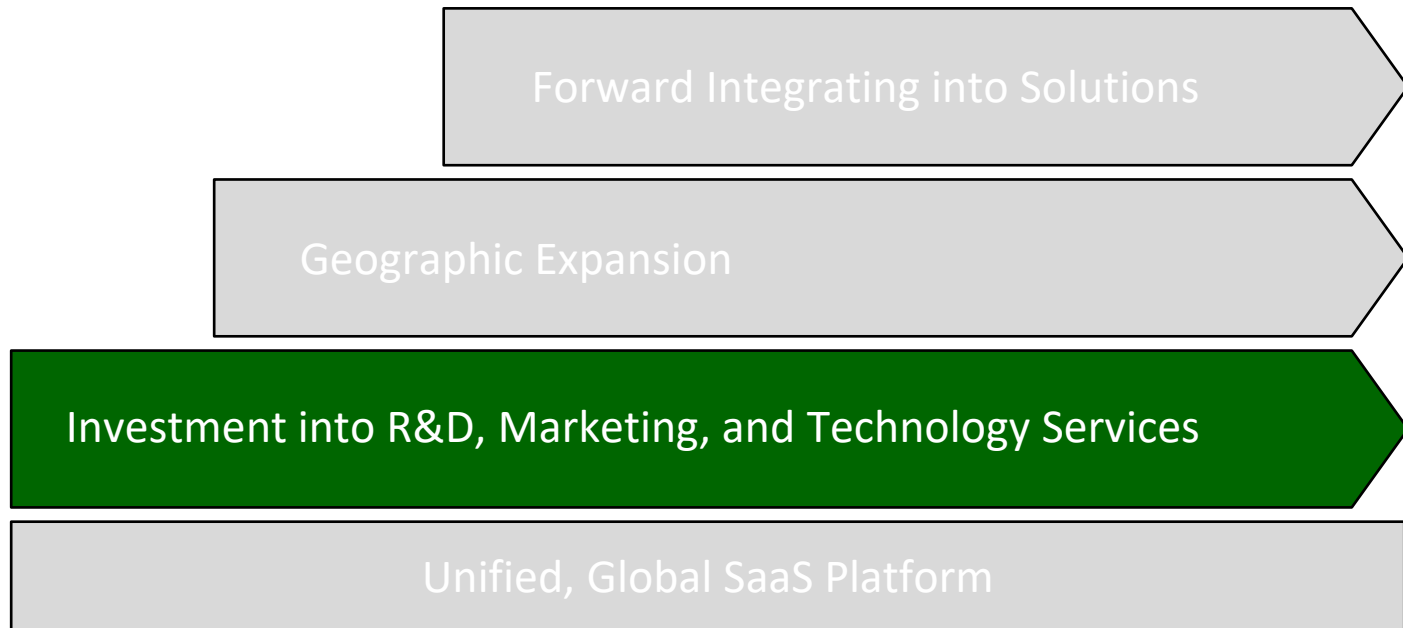 Forward Integrating into Solutions
Geographic Expansion
Investment into R&D, Marketing, and Technology Services
Unified, Global SaaS Platform